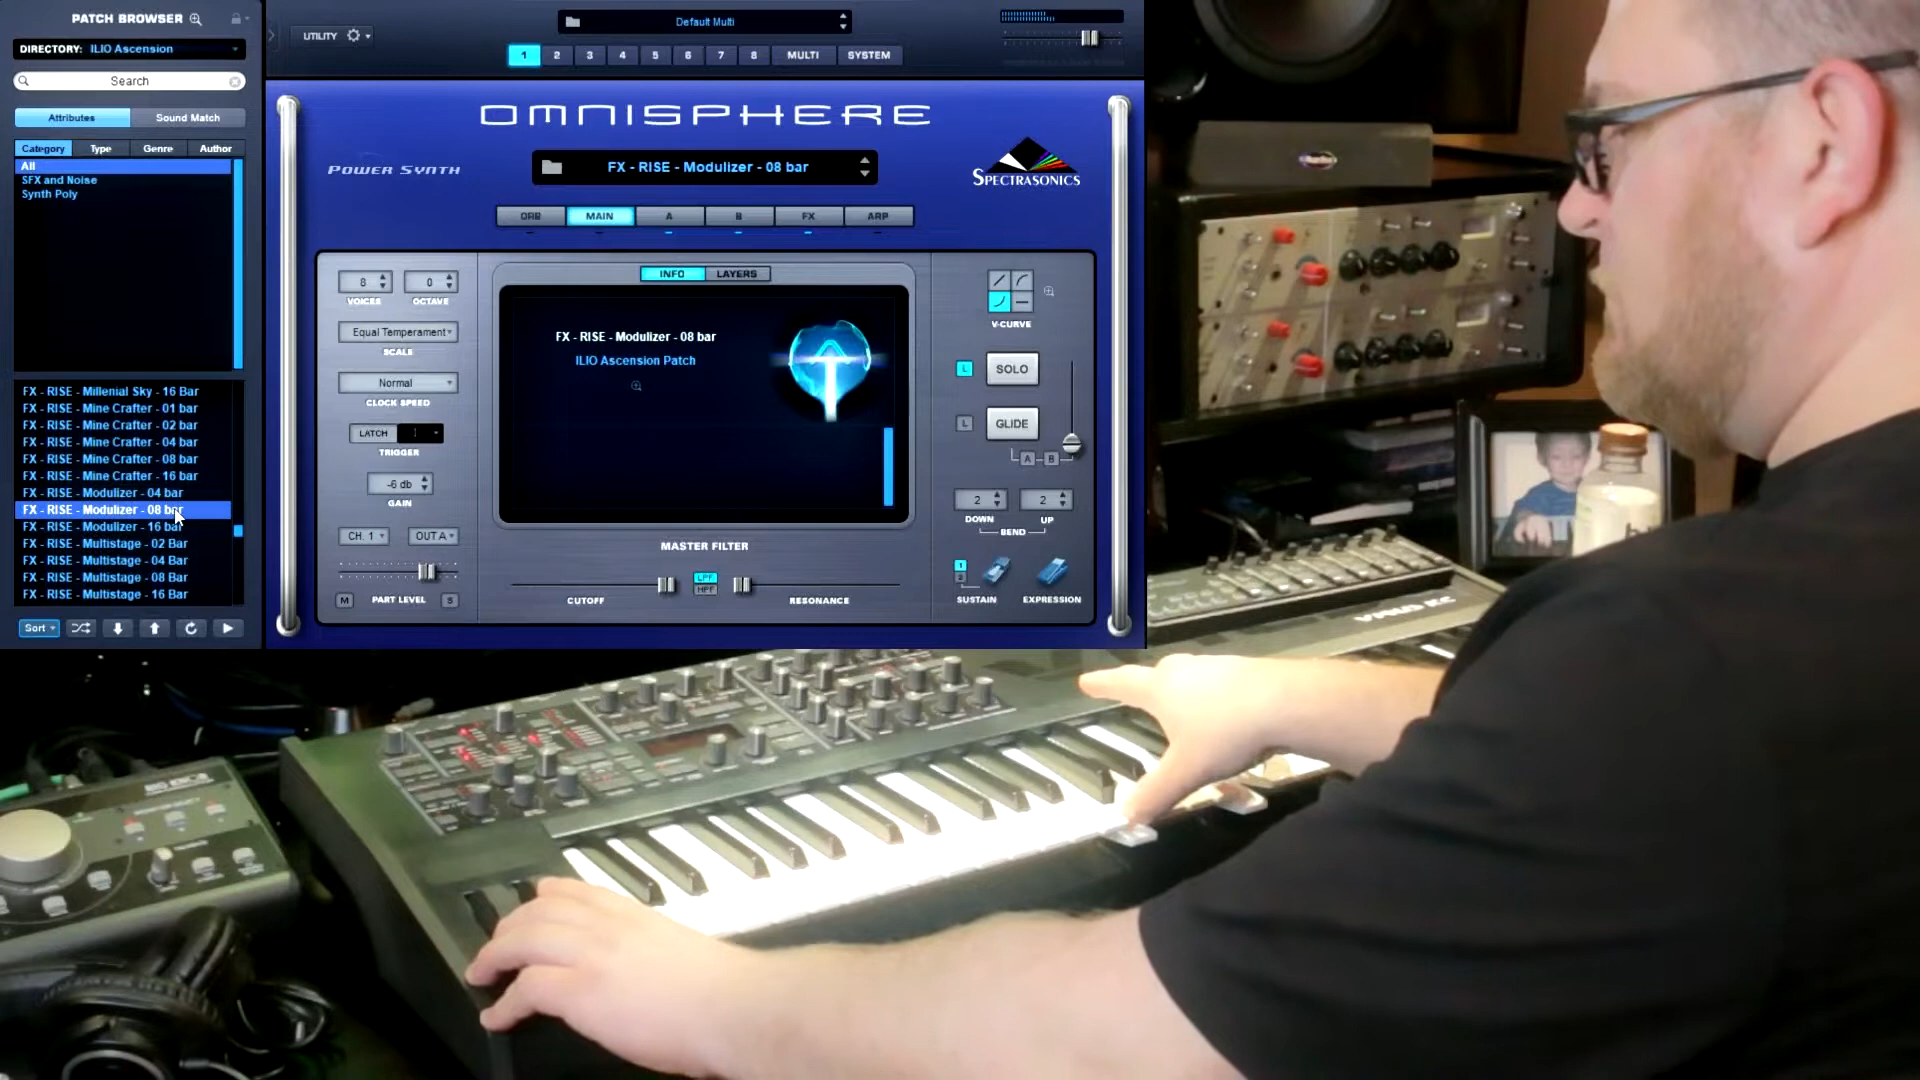 PATCH BROWSER
DIRECTORY: ILIO Ascension
Search
Attributes
Sound Match
Category
Type
Genre
Author
All
SFX and Noise
Synth Poly
FX - RISE - Millenial Sky - 16 Bar
FX - RISE - Mine Crafter - 01 bar
FX - RISE - Mine Crafter - 02 bar
FX - RISE - Mine Crafter - 04 bar
FX - RISE - Mine Crafter - 08 bar
FX - RISE - Mine Crafter - 16 bar
FX - RISE - Modulizer - 04 bar
FX - RISE - Modulizer - 08 bar
FX - RISE - Modulizer - 16 bar
FX - RISE - Multistage - 02 Bar
FX - RISE - Multistage - 04 Bar
FX - RISE - Multistage - 08 Bar
FX - RISE - Multistage - 16 Bar
Sort
UTILITY
Default Multi
1 2 3 4 5 6 7 8 MULTI SYSTEM
OMNISPHERE
POWER SYNTH
FX - RISE - Modulizer - 08 bar
SPECTRASONICS
ORB MAIN A B FX ARP
INFO LAYERS
8 0
VOICES OCTAVE
Equal Temperament
SCALE
Normal
CLOCK SPEED
LATCH
TRIGGER
-6 db
GAIN
CH. 1 OUT A
M PART LEVEL S
FX - RISE - Modulizer - 08 bar
ILIO Ascension Patch
MASTER FILTER
LPF
HPF
CUTOFF
RESONANCE
V-CURVE
L SOLO
L GLIDE
A B
2 2
DOWN UP
BEND
1
2
SUSTAIN EXPRESSION